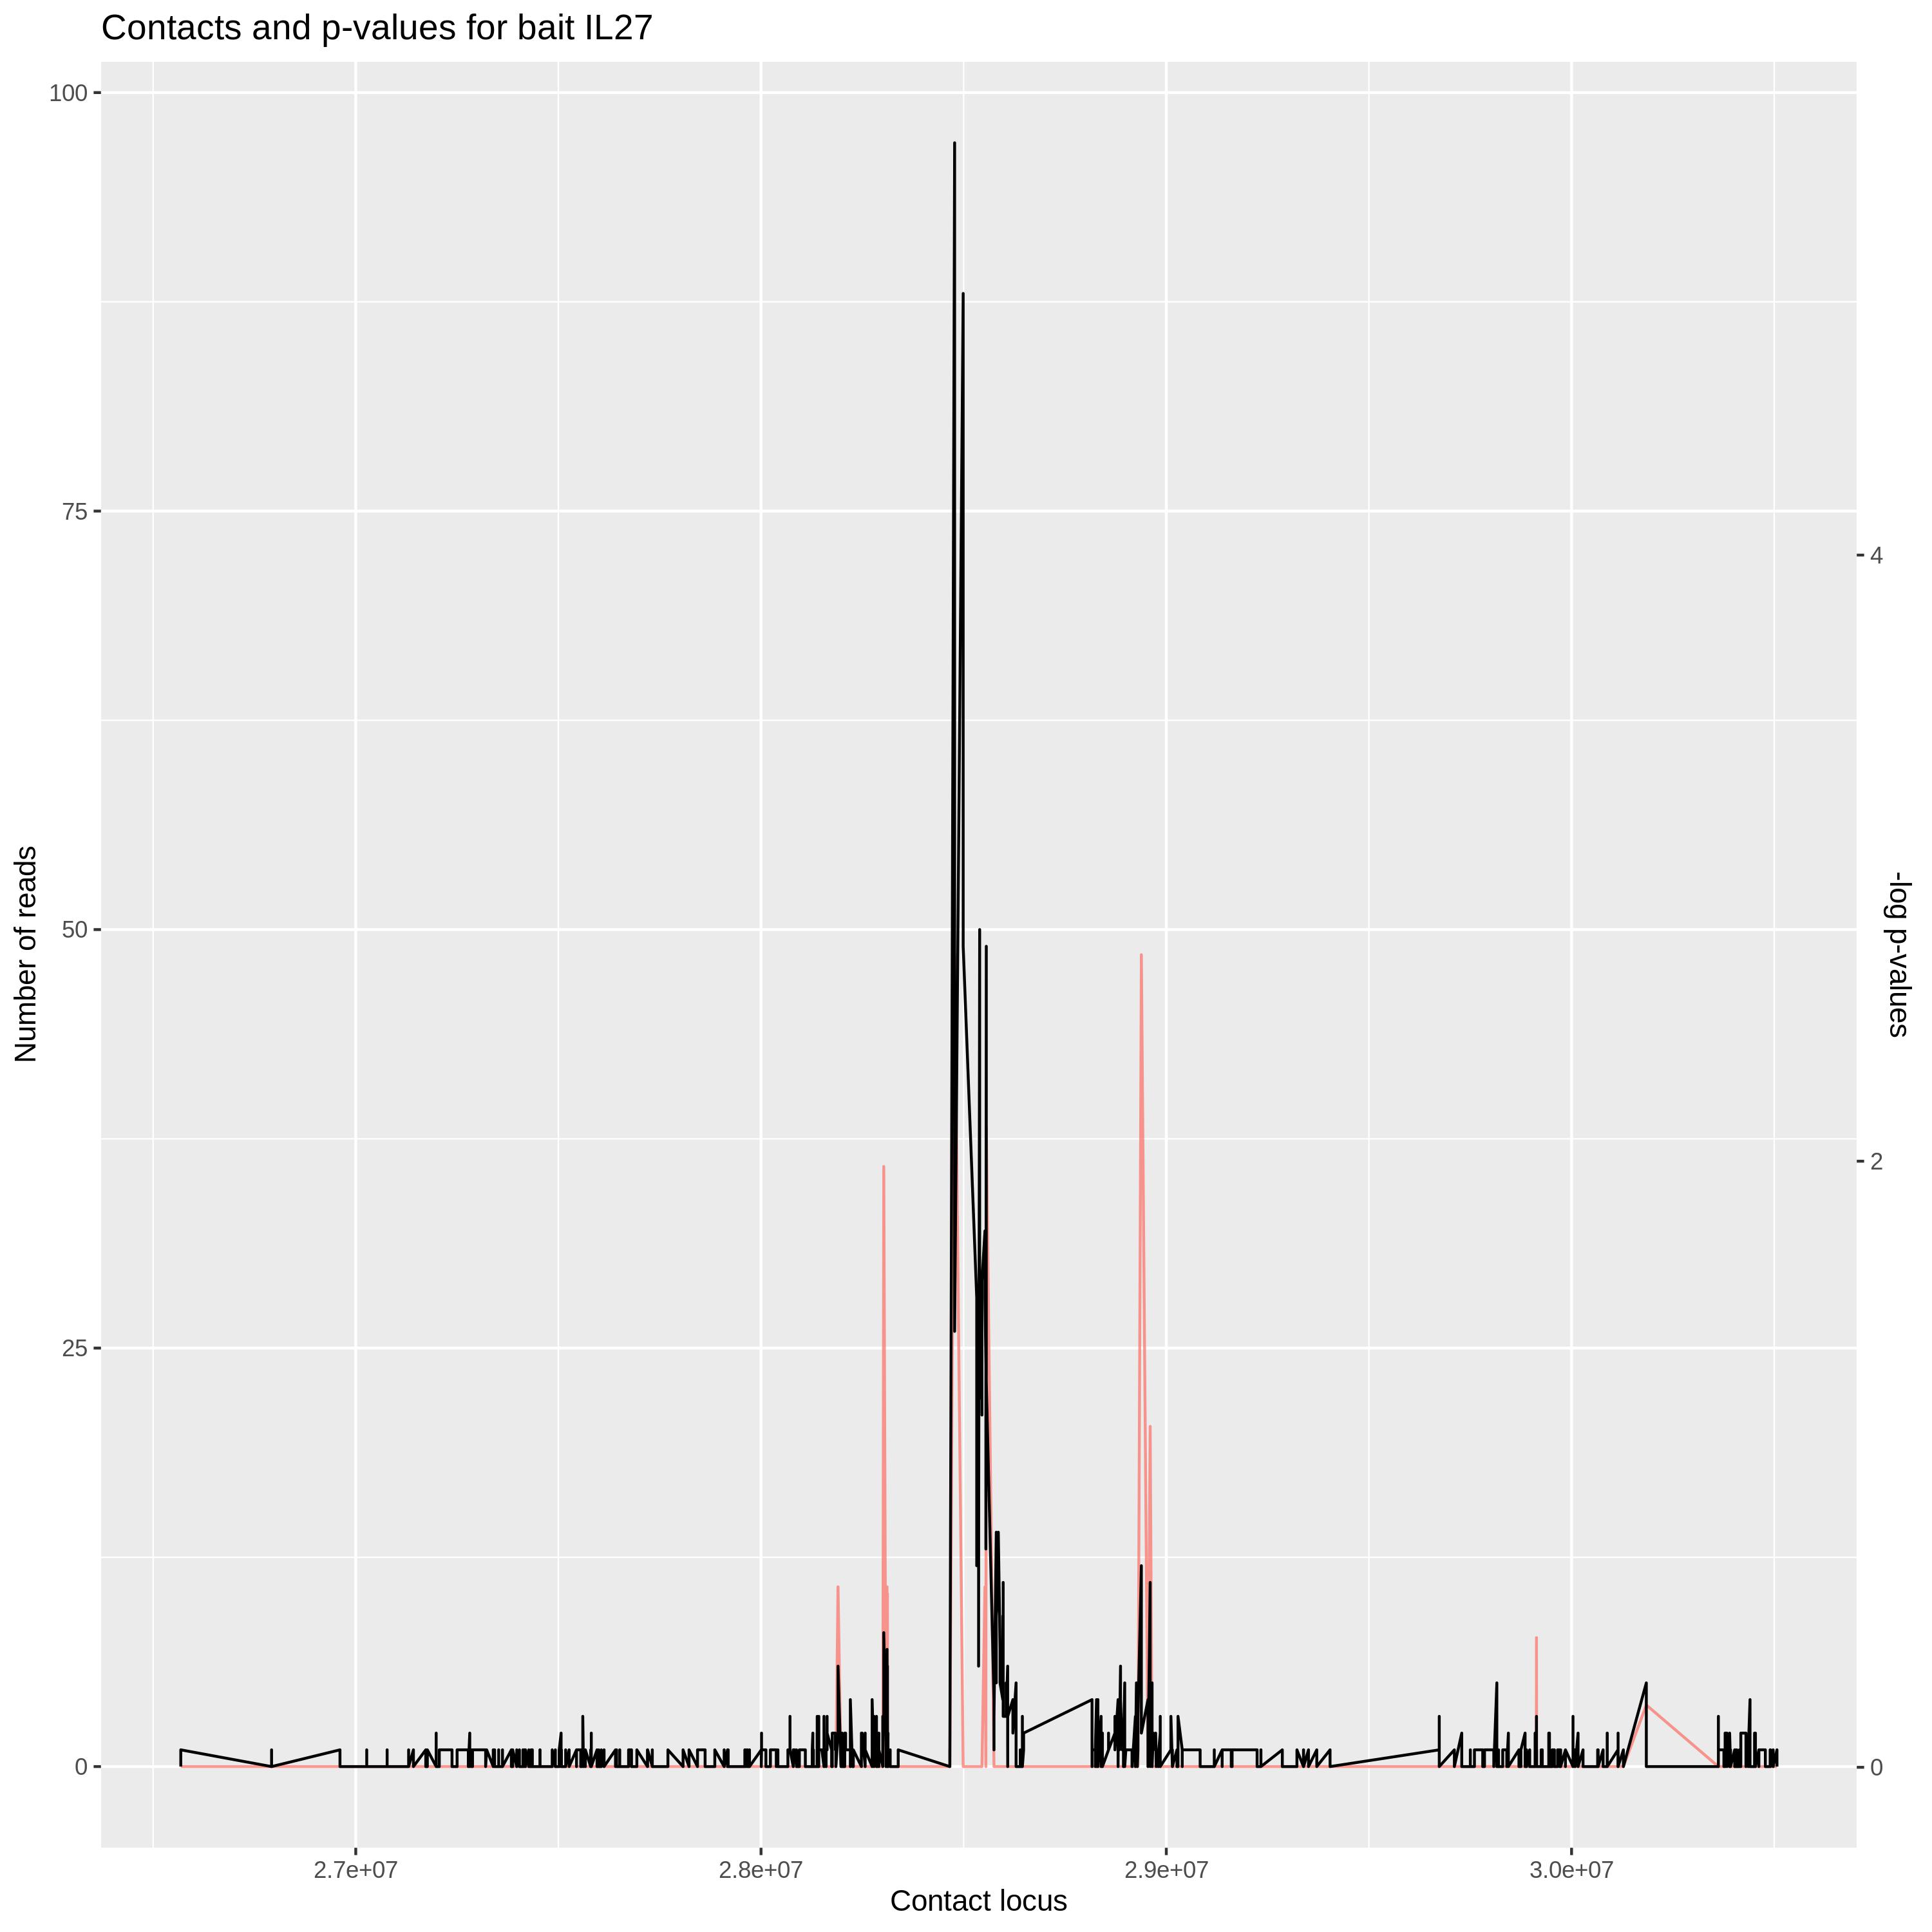 Contacts and p-values for bait IL27
100
75
50
25
0
Number of reads
4
2
0
-log p-values
2.7e+07
2.8e+07
2.9e+07
3.0e+07
Contact locus